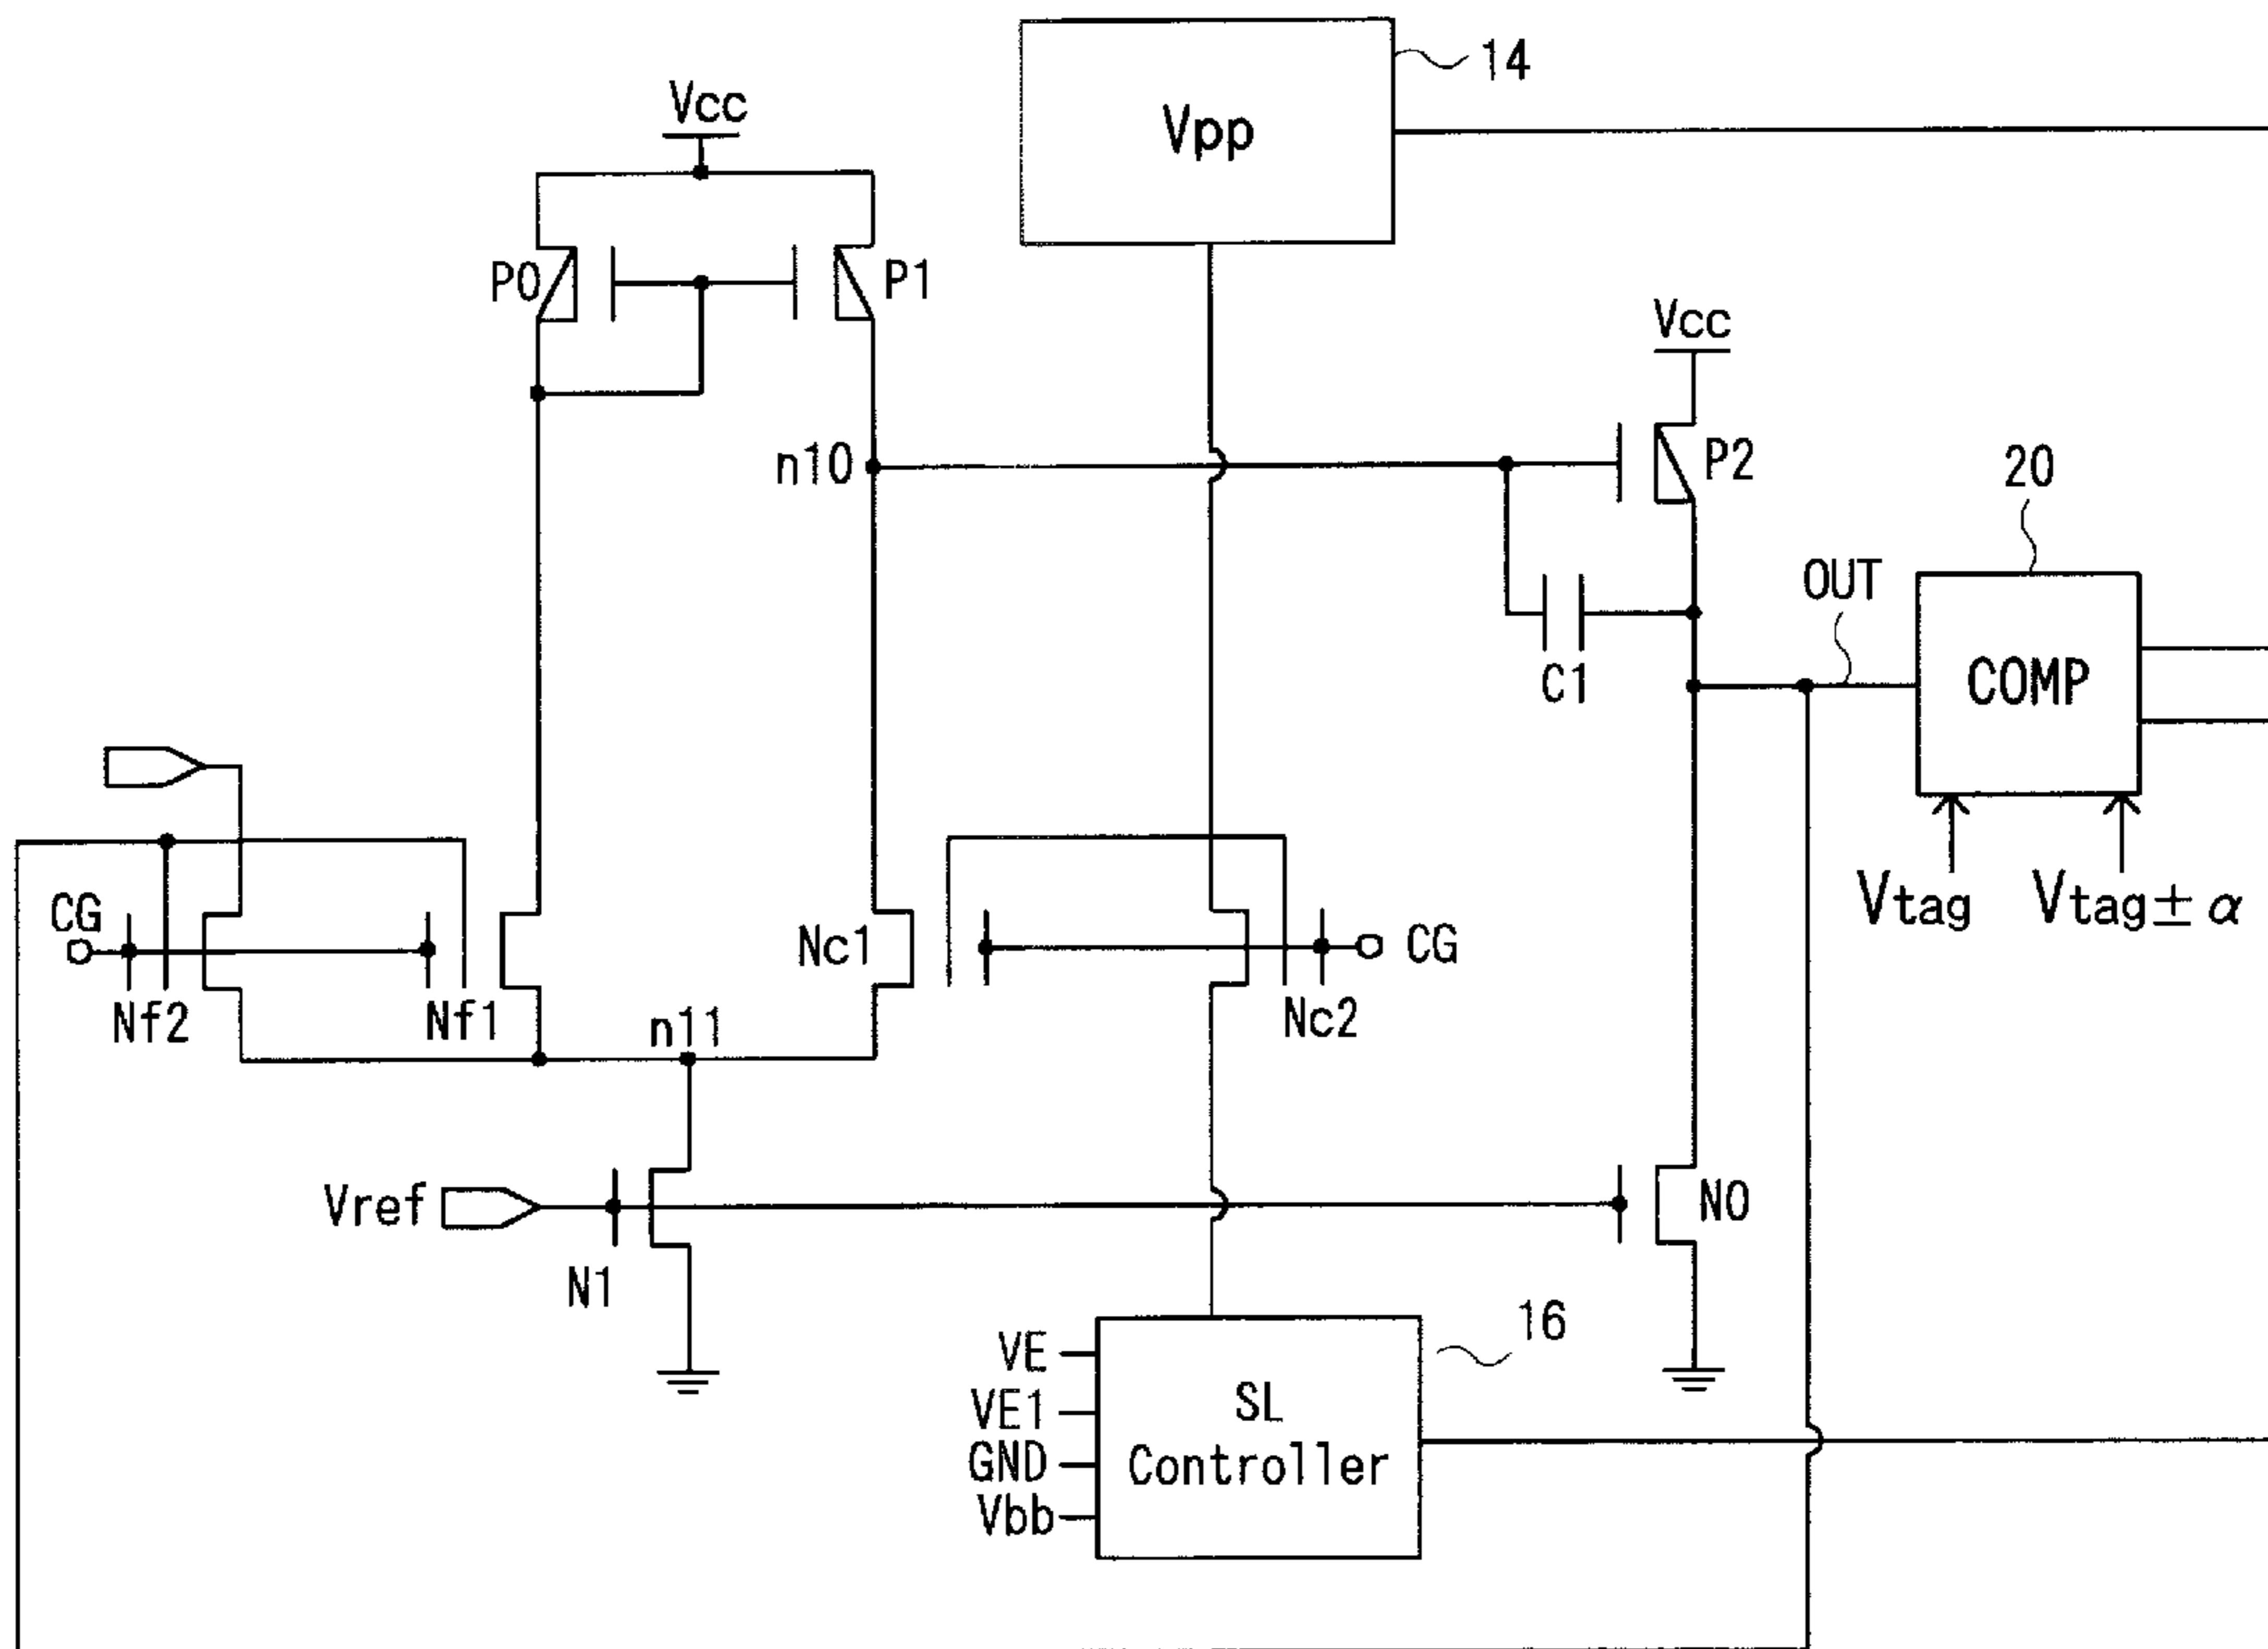 14
Vcc
Vpp
P0
P1
Vcc
n10
P2
20
OUT
COMP
C1
Vtag
Vtag± α
CG
Nc1
CG
Nf2
Nf1
n11
Nc2
Vref
N0
N1
16
VE
VE1
GND
Vbb
SL
Controller